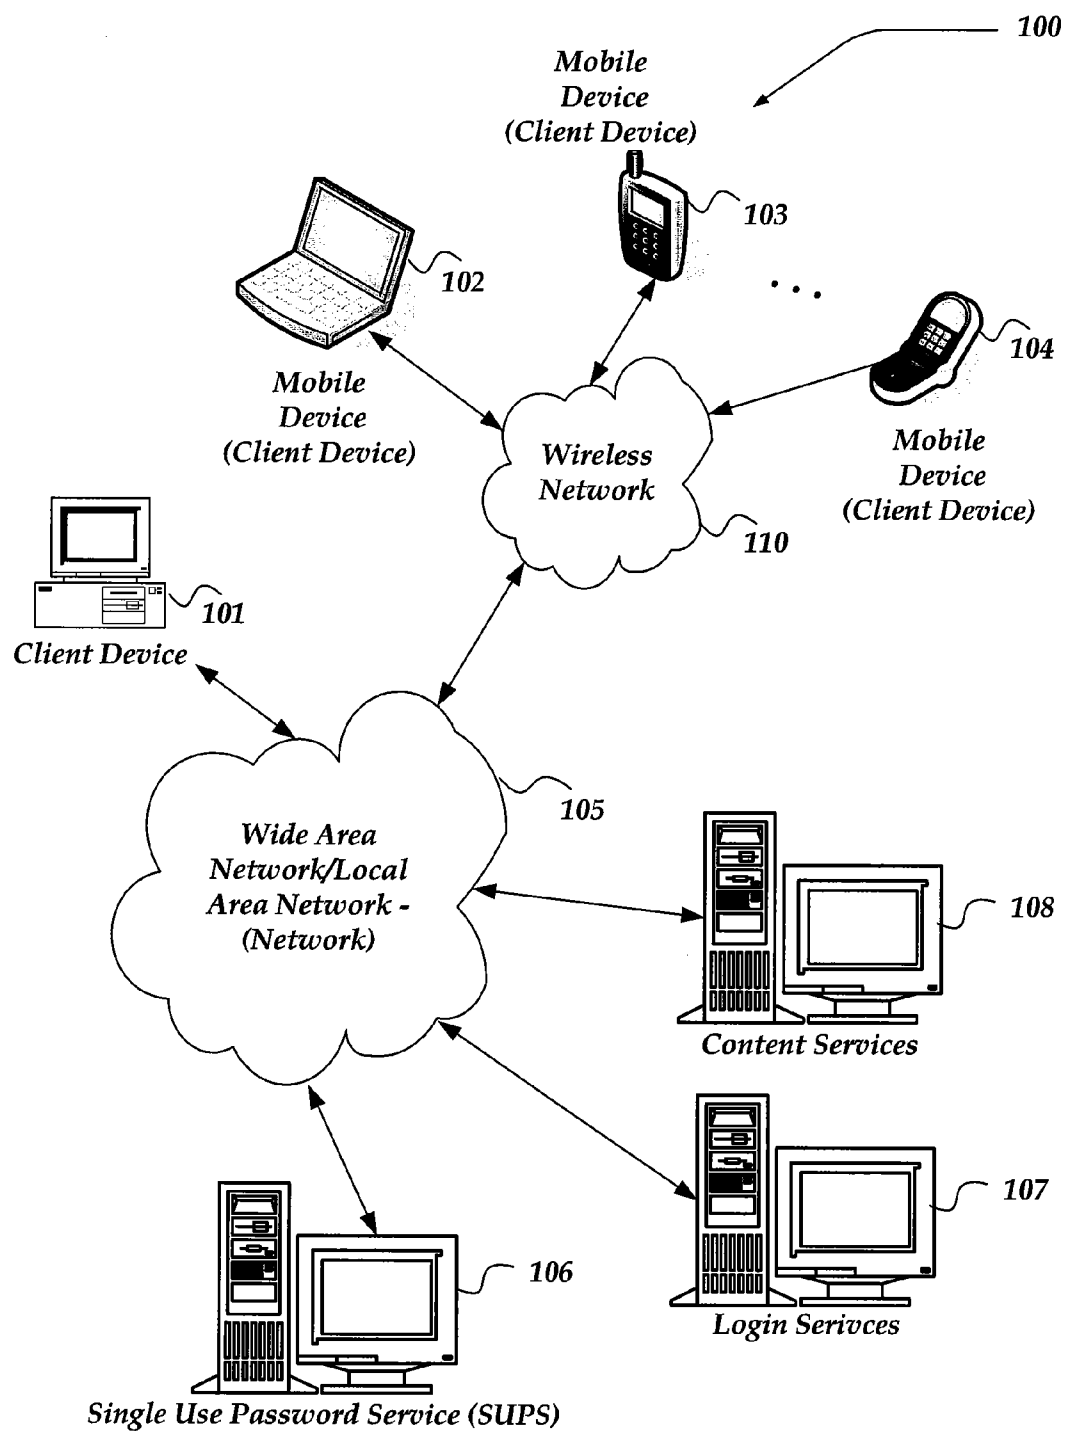 100
Mobile
Device
(Client Device)
103
102
104
Mobile
Device
(Client Device)
Wireless
Network
Mobile
Device
(Client Device)
110
101
Client Device
105
Wide Area
Network/Local
Area Network -
(Network)
108
Content Services
107
106
Login Serivces
Single Use Password Service (SUPS)